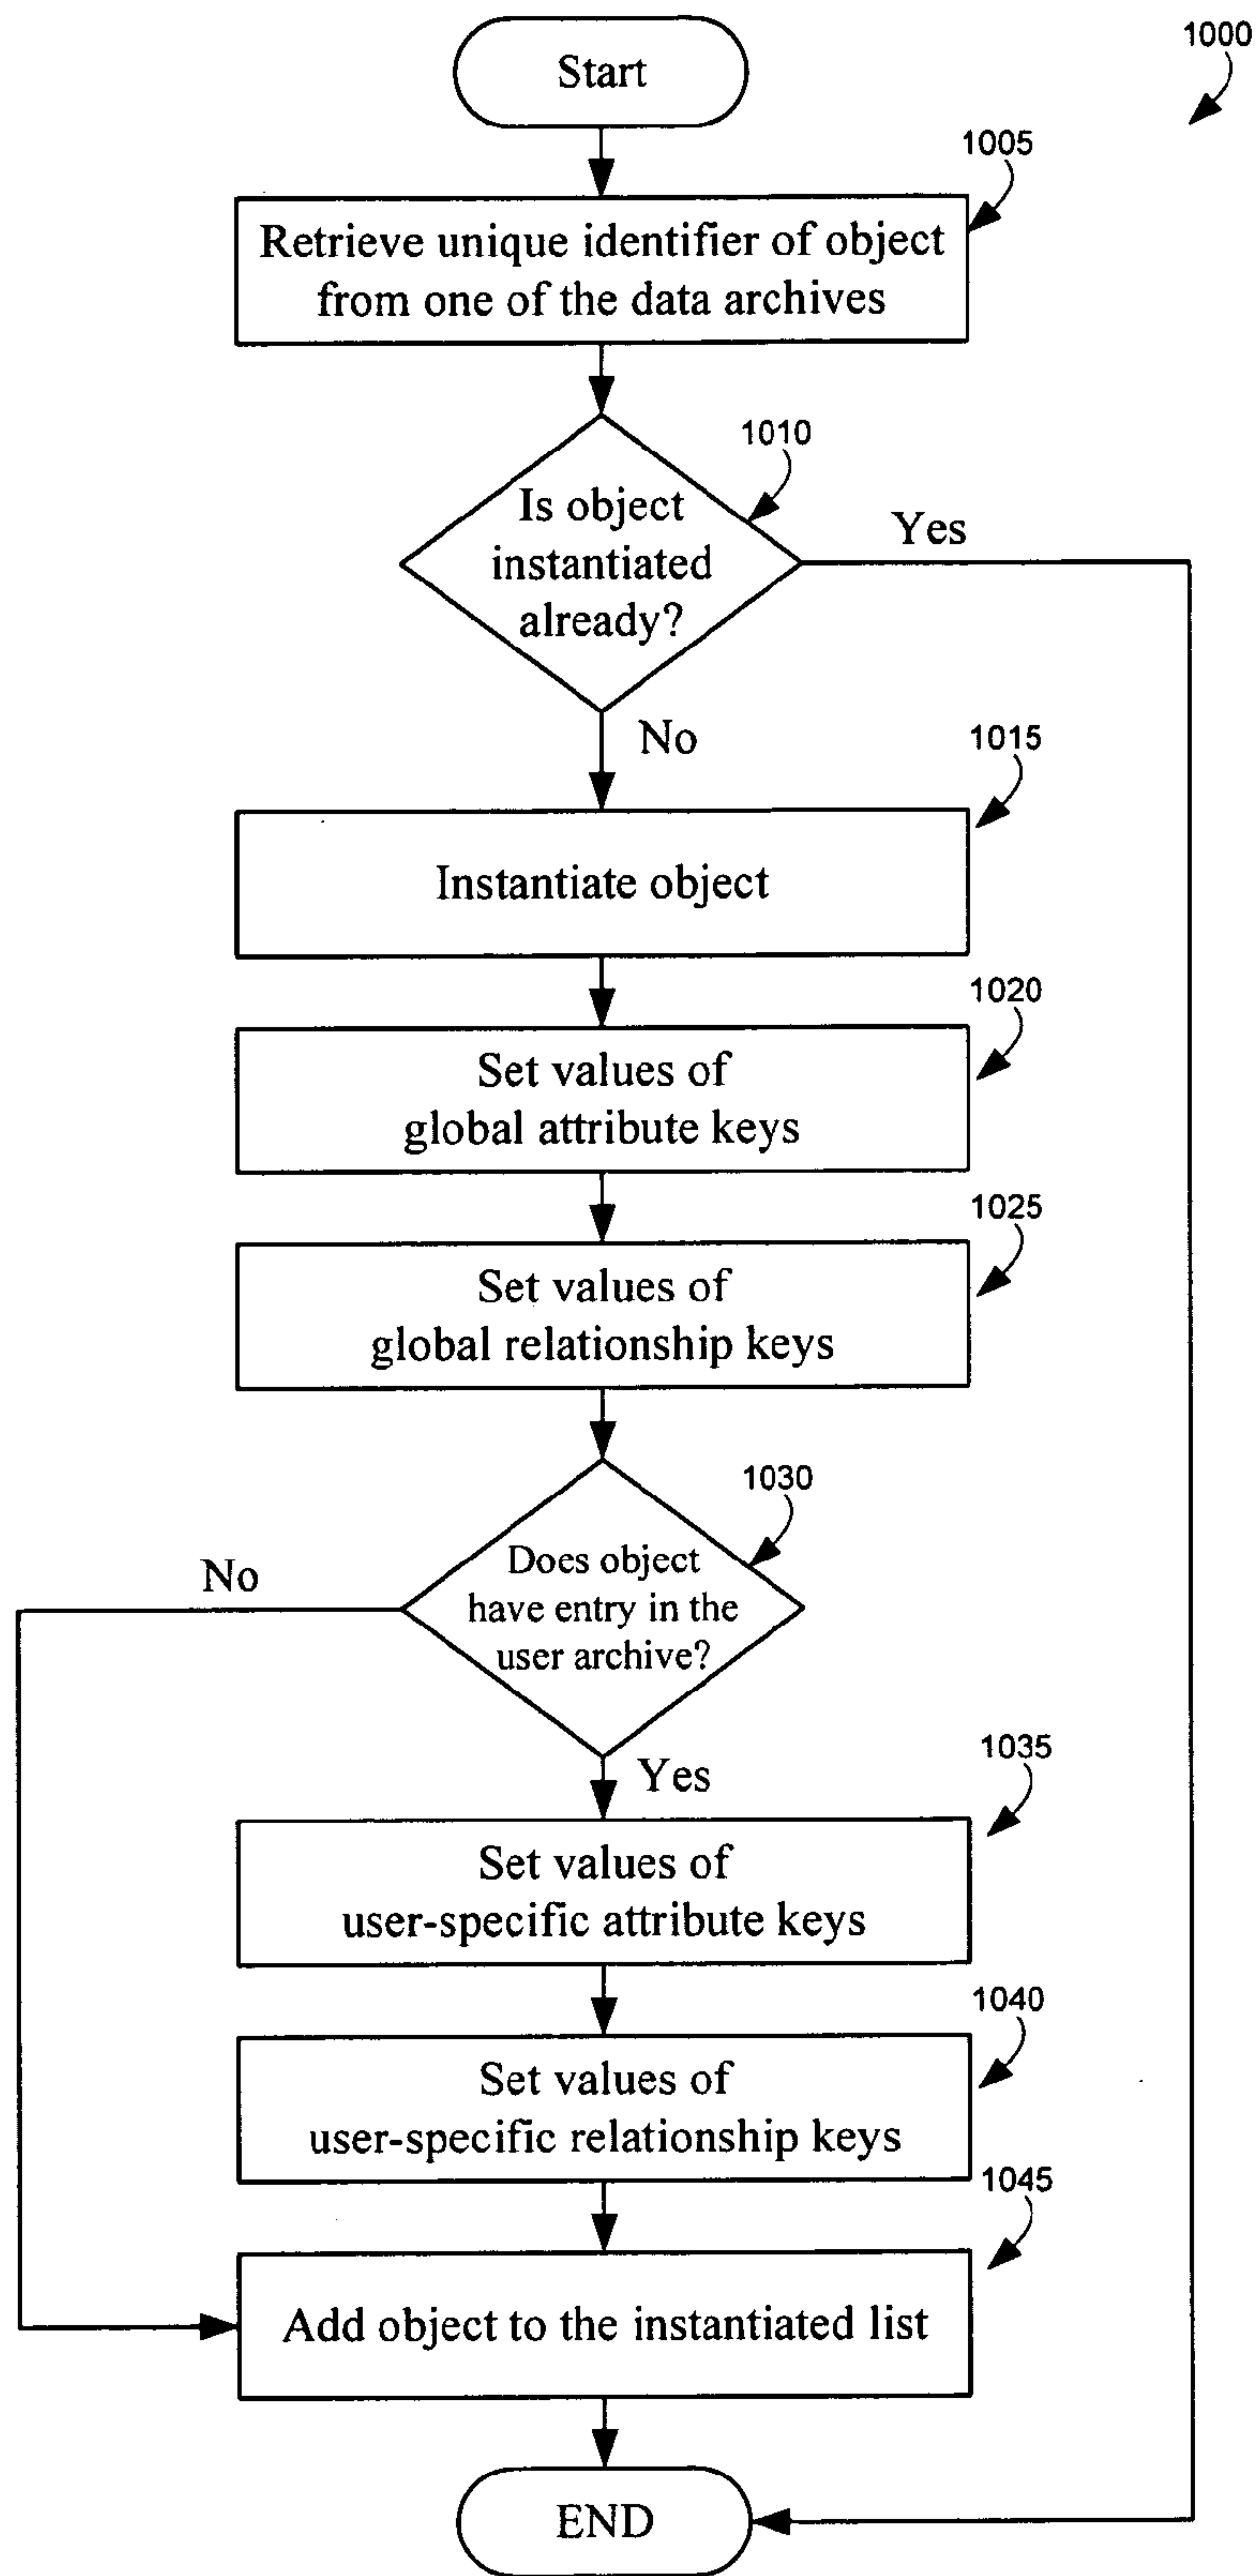 Start
1000
1005
Retrieve unique identifier of object
from one of the data archives
1010
Is object
instantiated
already?
Yes
No
1015
Instantiate object
1020
Set values of
global attribute keys
1025
Set values of
global relationship keys
1030
Does object
have entry in the
user archive?
No
Yes
1035
Set values of
user-specific attribute keys
1040
Set values of
user-specific relationship keys
1045
Add object to the instantiated list
END